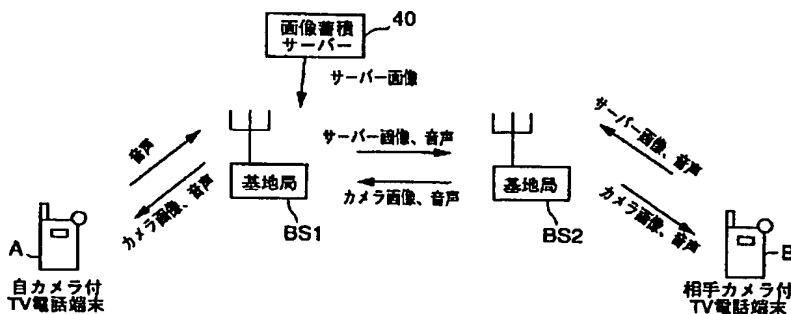 画像蓄積
サーバー
40
サーバー画像
音声
カメラ画像、音声
基地局
BS1
サーバー画像、音声
カメラ画像、音声
基地局
BS2
サーバー画像、音声
カメラ画像、音声
A
自カメラ付
TV電話端末
B
相手カメラ付
TV電話端末